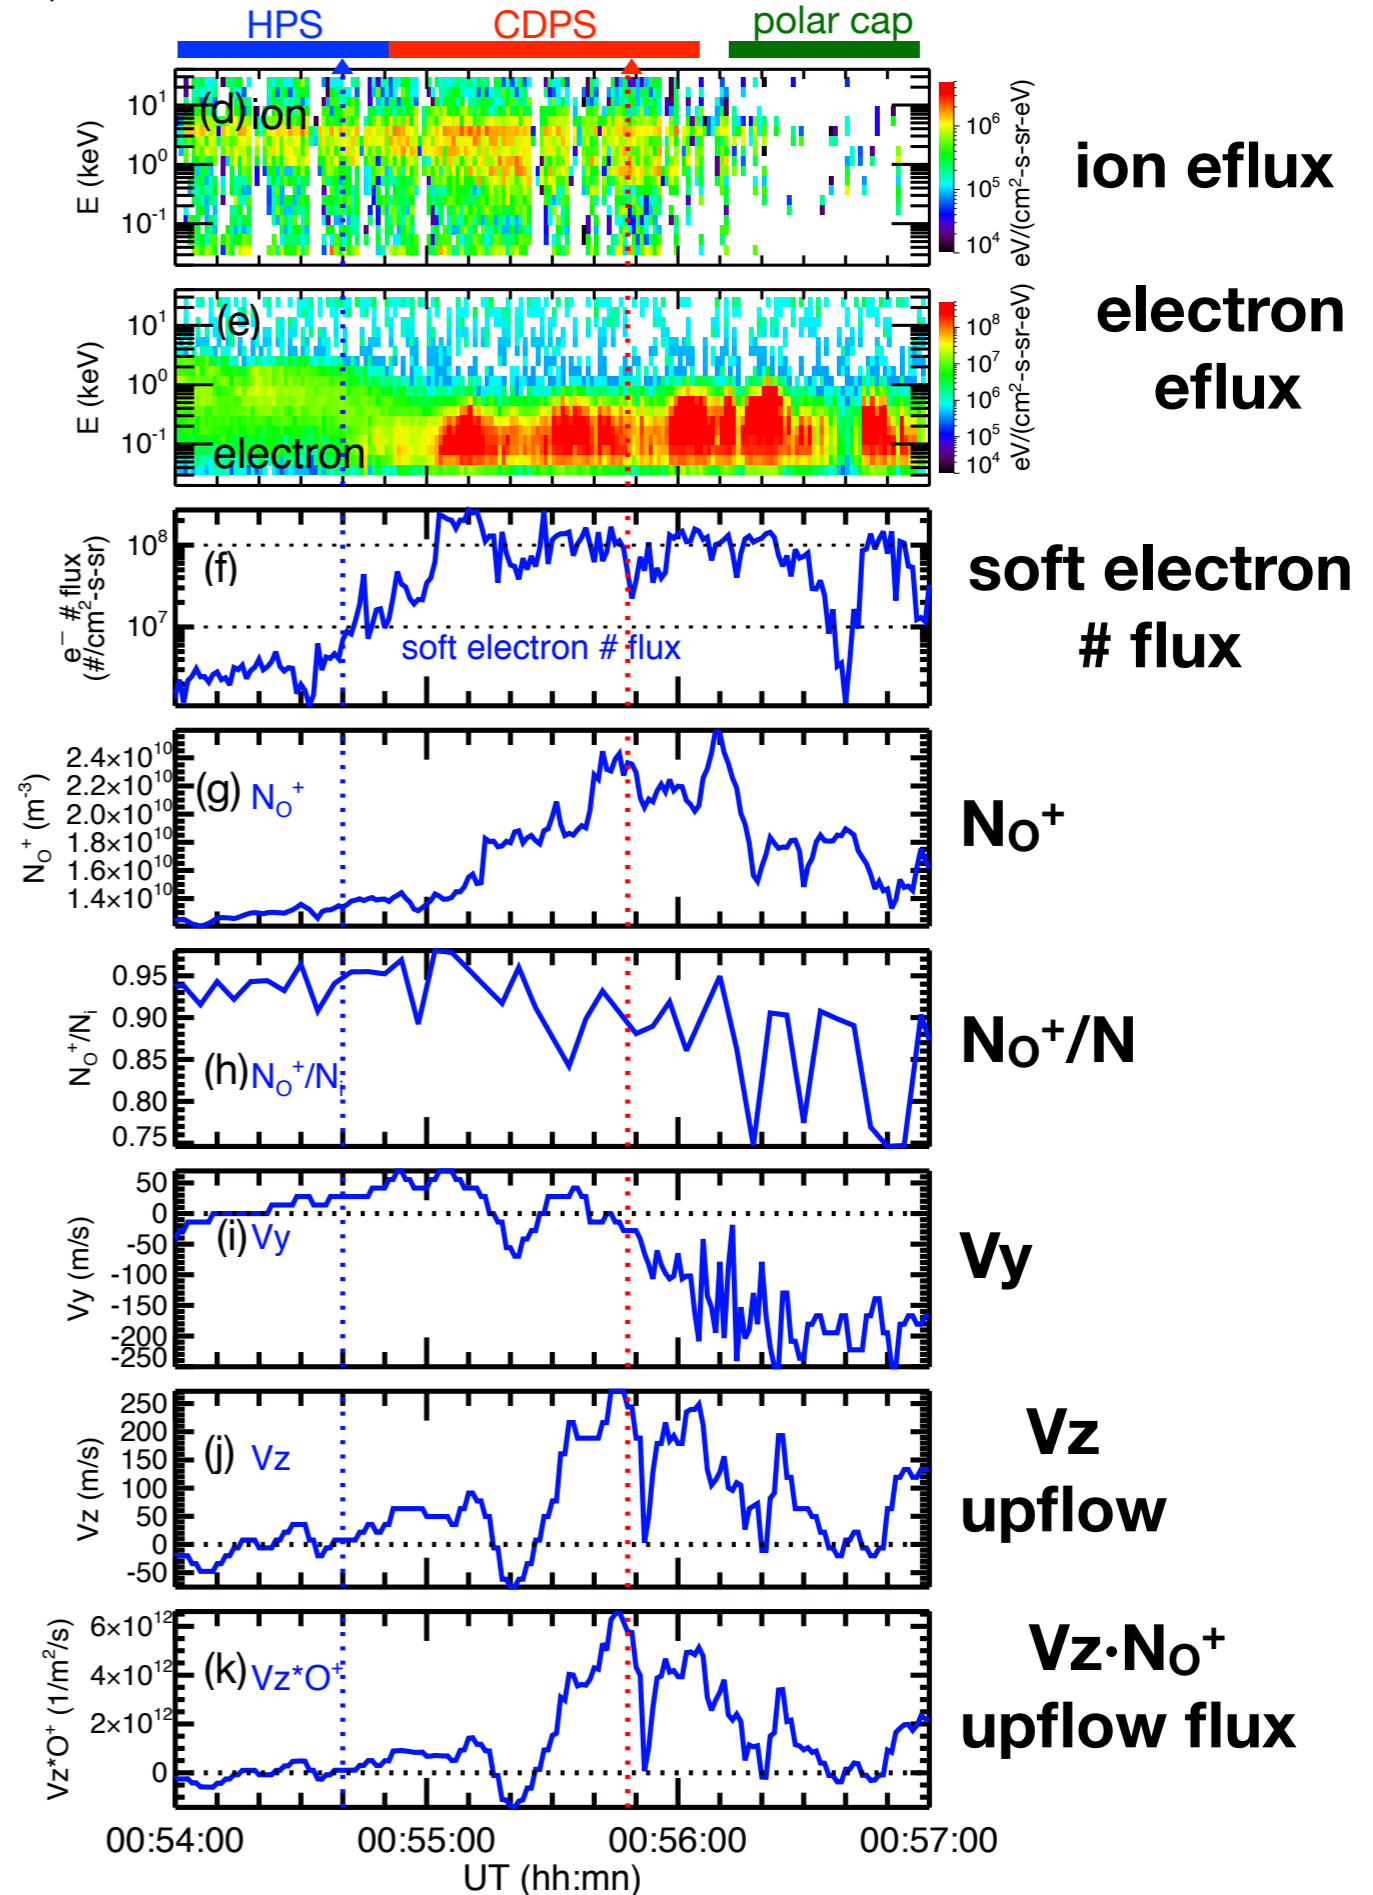 HPS
CDPS
polar cap
(d) ion
E (keV)
10¹
10⁰
10⁻¹
10⁶
10⁵
10⁴
eV/(cm²-s-sr-eV)
ion eflux
(e)
electron
E (keV)
10¹
10⁰
10⁻¹
10⁸
10⁷
10⁶
10⁵
10⁴
eV/(cm²-s-sr-eV)
electron
eflux
(f)
e⁻ # flux
(#/cm²-s-sr)
10⁸
10⁷
soft electron # flux
soft electron
# flux
(g) N_O⁺
N_O⁺ (m⁻³)
2.4×10¹⁰
2.2×10¹⁰
2.0×10¹⁰
1.8×10¹⁰
1.6×10¹⁰
1.4×10¹⁰
N_O⁺
(h) N_O⁺/N_i
N_O⁺/N_i
0.95
0.90
0.85
0.80
0.75
N_O⁺/N
(i) Vy
Vy (m/s)
50
0
-50
-100
-150
-200
-250
Vy
(j) Vz
Vz (m/s)
250
200
150
100
50
0
-50
Vz
upflow
(k) Vz*O⁺
Vz*O⁺ (1/m²/s)
6×10¹²
4×10¹²
2×10¹²
0
Vz·N_O⁺
upflow flux
00:54:00 00:55:00 00:56:00 00:57:00
UT (hh:mn)